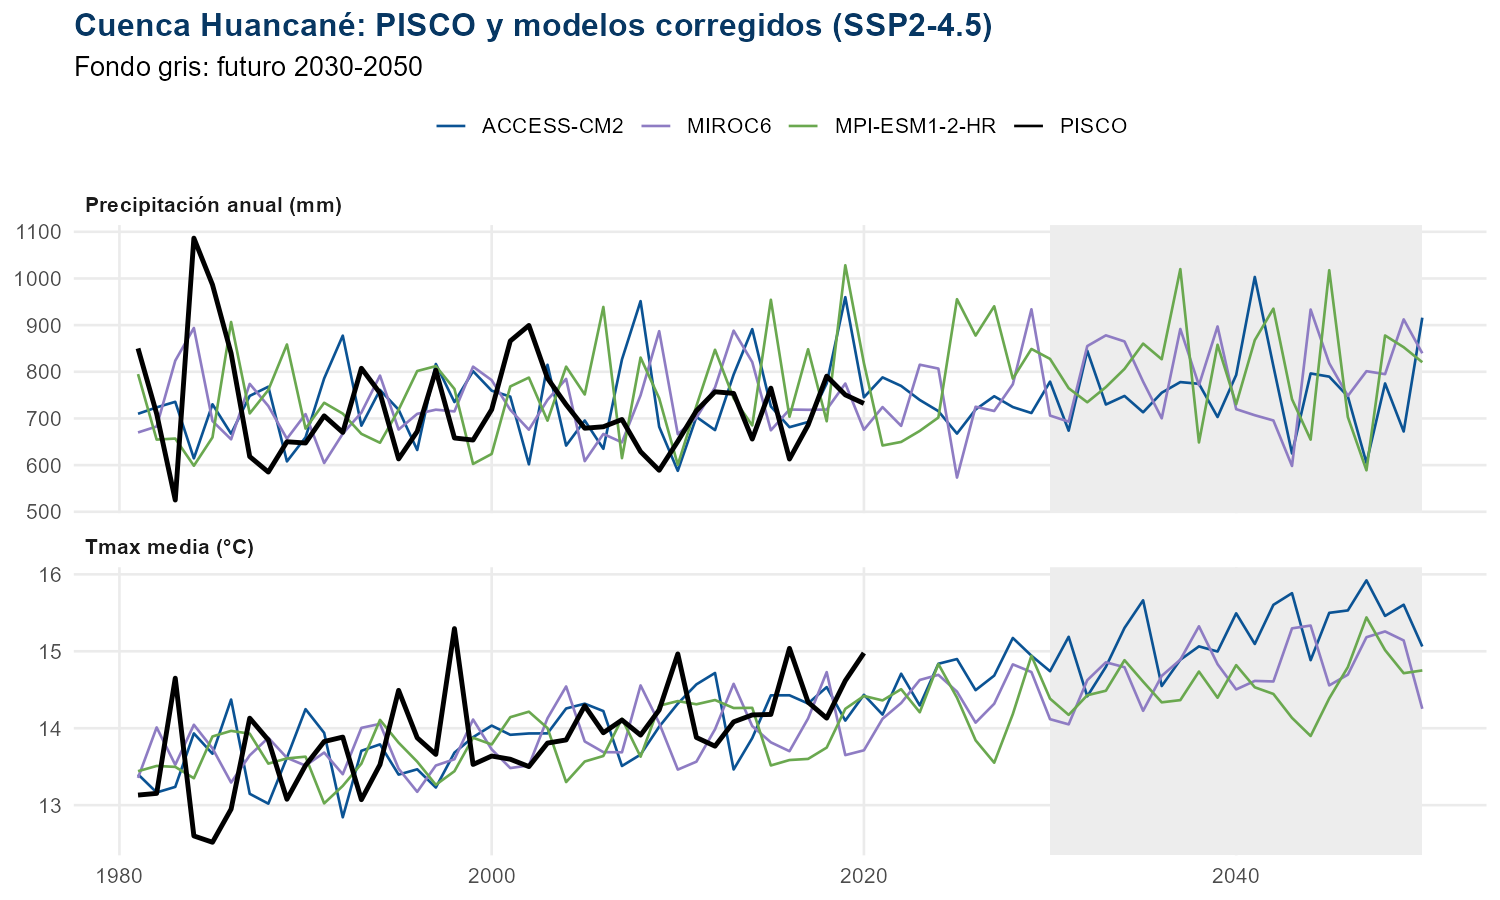 Cuenca Huancané: PISCO y modelos corregidos (SSP2-4.5)
Fondo gris: futuro 2030-2050
ACCESS-CM2 MIROC6 MPI-ESM1-2-HR PISCO
Precipitación anual (mm)
1100
1000
900
800
700
600
500
Tmax media (°C)
16
15
14
13
1980 2000 2020 2040